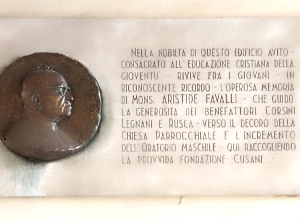 NELLA NOBILTÀ DI QUESTO EDIFICIO AVITO
CONSACRATO ALL'EDUCAZIONE CRISTIANA DELLA
GIOVENTU' - RIVIVE FRA I GIOVANI - IN
RICONOSCENTE RICORDO - L'OPEROSA MEMORIA
DI MONS. ARISTIDE FAVALLI - CHE GUIDO
LA GENEROSITÀ DEI BENEFATTORI CORSINI
LEGNANI E RUSCA - VERSO IL DECORO DELLA
CHIESA PARROCCHIALE E L'INCREMENTO
DELL'ORATORIO MASCHILE - QUI RACCOGLIENDO
LA PROVVIDA FONDAZIONE CUSANI -